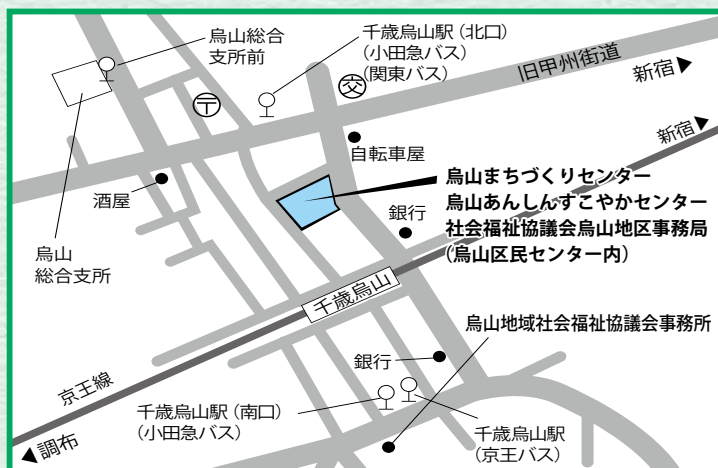 烏山総合
支所前
千歳烏山駅（北口）
（小田急バス）
（関東バス）
旧甲州街道
新宿▶
〒
交
新宿▶
自転車屋
酒屋
烏山まちづくりセンター
烏山あんしんすこやかセンター
社会福祉協議会烏山地区事務局
（烏山区民センター内）
銀行
烏山
総合支所
千歳烏山
烏山地域社会福祉協議会事務所
銀行
京王線
千歳烏山駅（南口）
（小田急バス）
千歳烏山駅
（京王バス）
◀調布